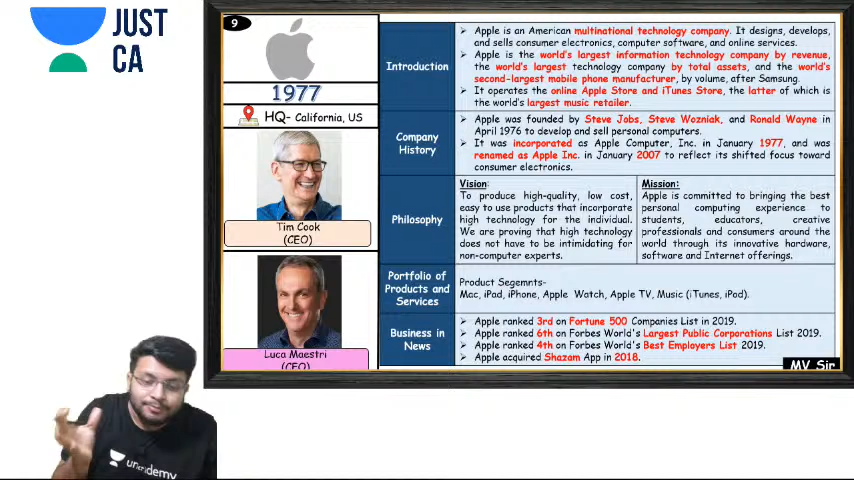 JUST
CA
9
1977
HQ- California, US
Tim Cook
(CEO)
Luca Maestri
(CEO)
Introduction
➢ Apple is an American multinational technology company. It designs, develops,
and sells consumer electronics, computer software, and online services.
➢ Apple is the world's largest information technology company by revenue,
the world's largest technology company by total assets, and the world's
second-largest mobile phone manufacturer, by volume, after Samsung.
➢ It operates the online Apple Store and iTunes Store, the latter of which is
the world's largest music retailer.
Company
History
➢ Apple was founded by Steve Jobs, Steve Wozniak, and Ronald Wayne in
April 1976 to develop and sell personal computers.
➢ It was incorporated as Apple Computer, Inc. in January 1977, and was
renamed as Apple Inc. in January 2007 to reflect its shifted focus toward
consumer electronics.
Philosophy
Vision:
To produce high-quality, low cost,
easy to use products that incorporate
high technology for the individual.
We are proving that high technology
does not have to be intimidating for
non-computer experts.
Mission:
Apple is committed to bringing the best
personal computing experience to
students, educators, creative
professionals and consumers around the
world through its innovative hardware,
software and Internet offerings.
Portfolio of
Products and
Services
Product Segemnts-
Mac, iPad, iPhone, Apple Watch, Apple TV, Music (iTunes, iPod).
Business in
News
➢ Apple ranked 3rd on Fortune 500 Companies List in 2019.
➢ Apple ranked 6th on Forbes World's Largest Public Corporations List 2019.
➢ Apple ranked 4th on Forbes World's Best Employers List 2019.
➢ Apple acquired Shazam App in 2018.
MV Sir
unacademy